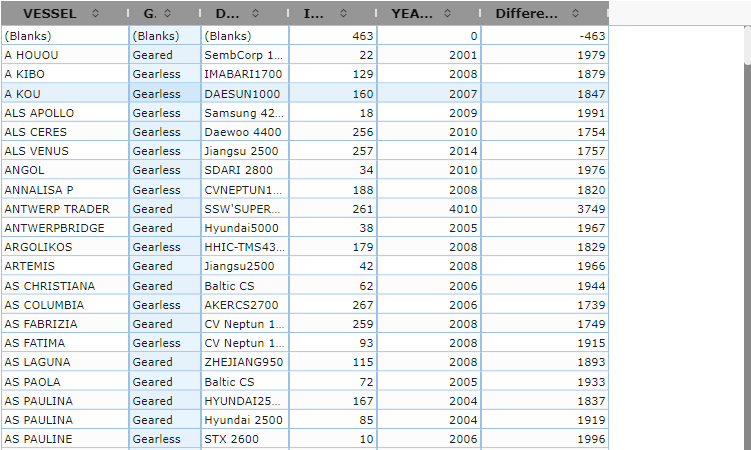 VESSEL G. D... I... YEA... Differe...
(Blanks) (Blanks) (Blanks) 463 0 -463
A HOUOU Geared SembCorp 1... 22 2001 1979
A KIBO Gearless IMABARI1700 129 2008 1879
A KOU Gearless DAESUN1000 160 2007 1847
ALS APOLLO Gearless Samsung 42... 18 2009 1991
ALS CERES Gearless Daewoo 4400 256 2010 1754
ALS VENUS Gearless Jiangsu 2500 257 2014 1757
ANGOL Gearless SDARI 2800 34 2010 1976
ANNALISA P Gearless CVNEPTUN1... 188 2008 1820
ANTWERP TRADER Geared SSW'SUPER... 261 4010 3749
ANTWERPBRIDGE Geared Hyundai5000 38 2005 1967
ARGOLIKOS Gearless HHIC-TMS43... 179 2008 1829
ARTEMIS Geared Jiangsu2500 42 2008 1966
AS CHRISTIANA Geared Baltic CS 62 2006 1944
AS COLUMBIA Gearless AKERCS2700 267 2006 1739
AS FABRIZIA Geared CV Neptun 1... 259 2008 1749
AS FATIMA Gearless CV Neptun 1... 93 2008 1915
AS LAGUNA Geared ZHEJIANG950 115 2008 1893
AS PAOLA Geared Baltic CS 72 2005 1933
AS PAULINA Geared HYUNDAI25... 167 2004 1837
AS PAULINA Geared Hyundai 2500 85 2004 1919
AS PAULINE Gearless STX 2600 10 2006 1996